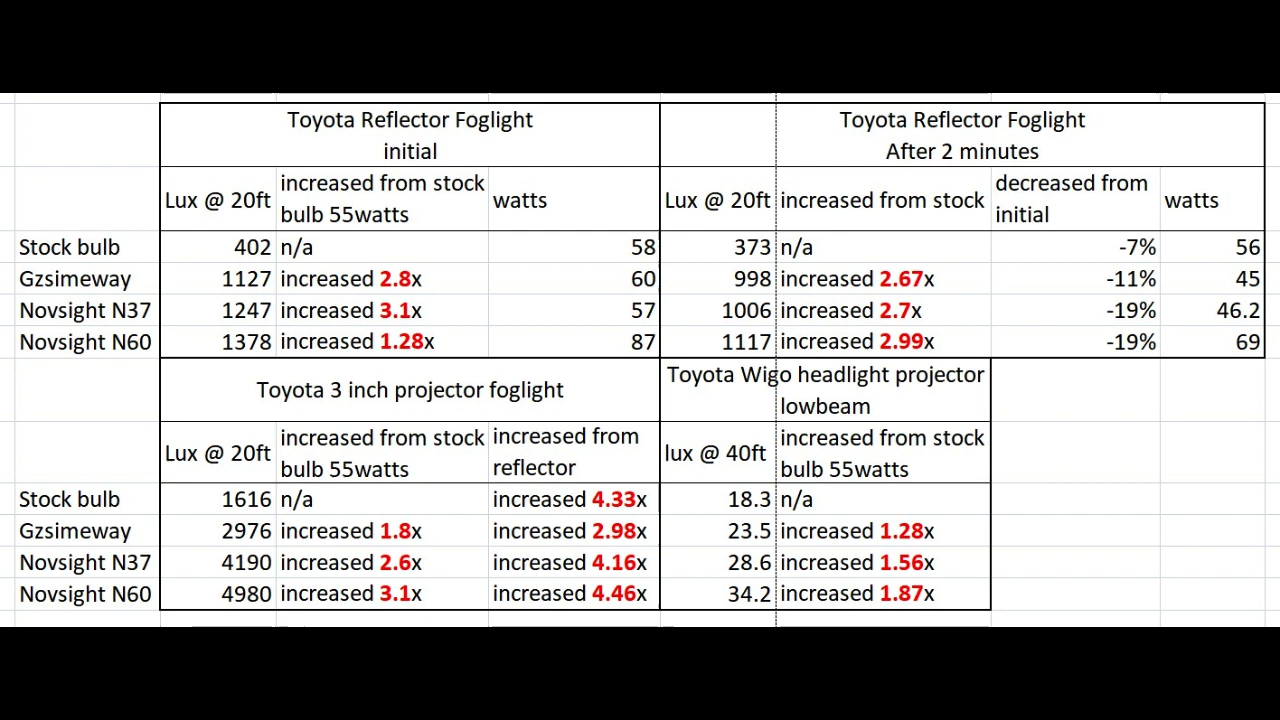 Toyota Reflector Foglight initial Toyota Reflector Foglight After 2 minutes
Lux @ 20ft increased from stock bulb 55watts watts Lux @ 20ft increased from stock decreased from initial watts
Stock bulb 402 n/a 58 373 n/a -7% 56
Gzsimeway 1127 increased 2.8x 60 998 increased 2.67x -11% 45
Novsight N37 1247 increased 3.1x 57 1006 increased 2.7x -19% 46.2
Novsight N60 1378 increased 1.28x 87 1117 increased 2.99x -19% 69
Toyota 3 inch projector foglight Toyota Wigo headlight projector lowbeam
Lux @ 20ft increased from stock bulb 55watts increased from reflector lux @ 40ft increased from stock bulb 55watts
Stock bulb 1616 n/a increased 4.33x 18.3 n/a
Gzsimeway 2976 increased 1.8x increased 2.98x 23.5 increased 1.28x
Novsight N37 4190 increased 2.6x increased 4.16x 28.6 increased 1.56x
Novsight N60 4980 increased 3.1x increased 4.46x 34.2 increased 1.87x